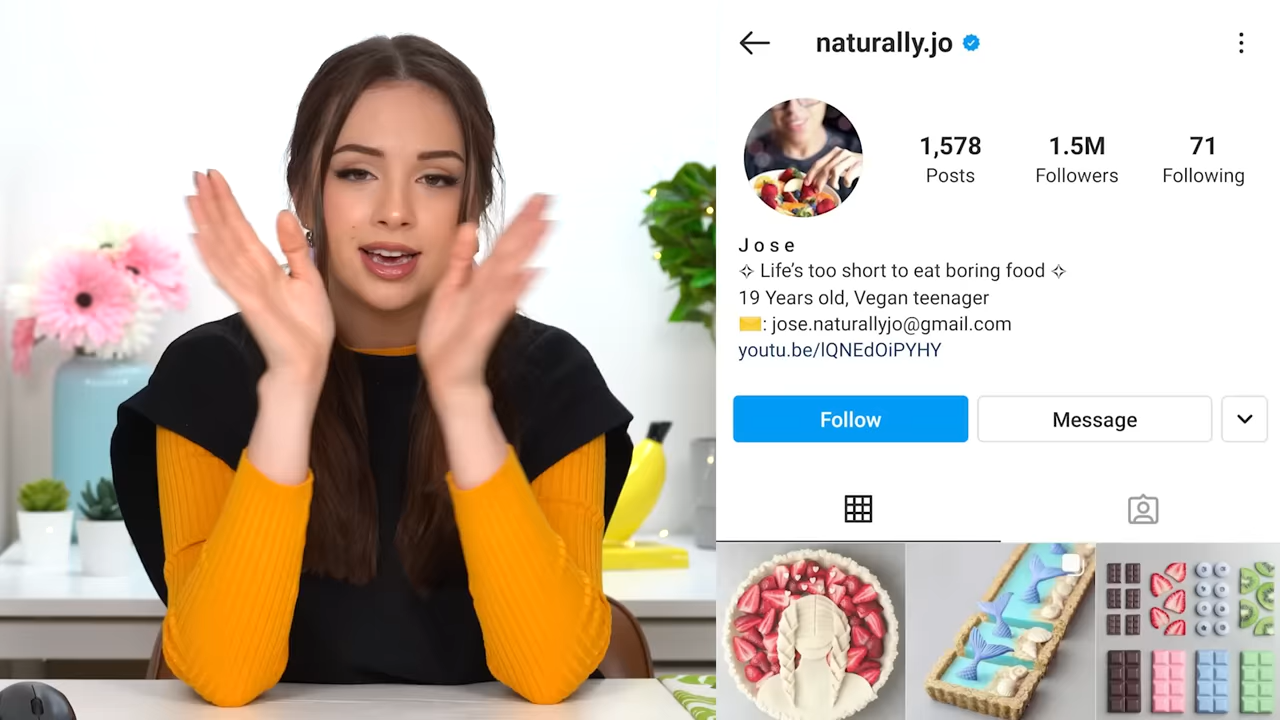 naturally.jo
1,578
Posts
1.5M
Followers
71
Following
Jose
✧ Life’s too short to eat boring food ✧
19 Years old, Vegan teenager
✉️: jose.naturallyjo@gmail.com
youtu.be/lQNEdOiPYHY
Follow
Message